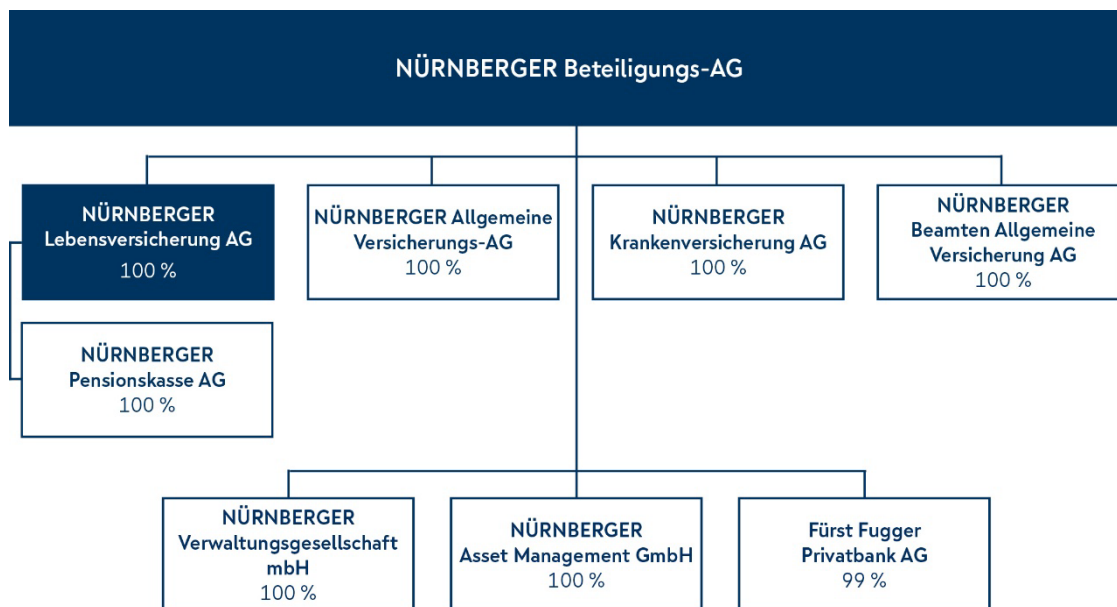 NÜRNBERGER Beteiligungs-AG
NÜRNBERGER
Lebensversicherung AG
100 %
NÜRNBERGER Allgemeine
Versicherungs-AG
100 %
NÜRNBERGER
Krankenversicherung AG
100 %
NÜRNBERGER
Beamten Allgemeine
Versicherung AG
100 %
NÜRNBERGER
Pensionskasse AG
100 %
NÜRNBERGER
Verwaltungsgesellschaft
mbH
100 %
NÜRNBERGER
Asset Management GmbH
100 %
Fürst Fugger
Privatbank AG
99 %